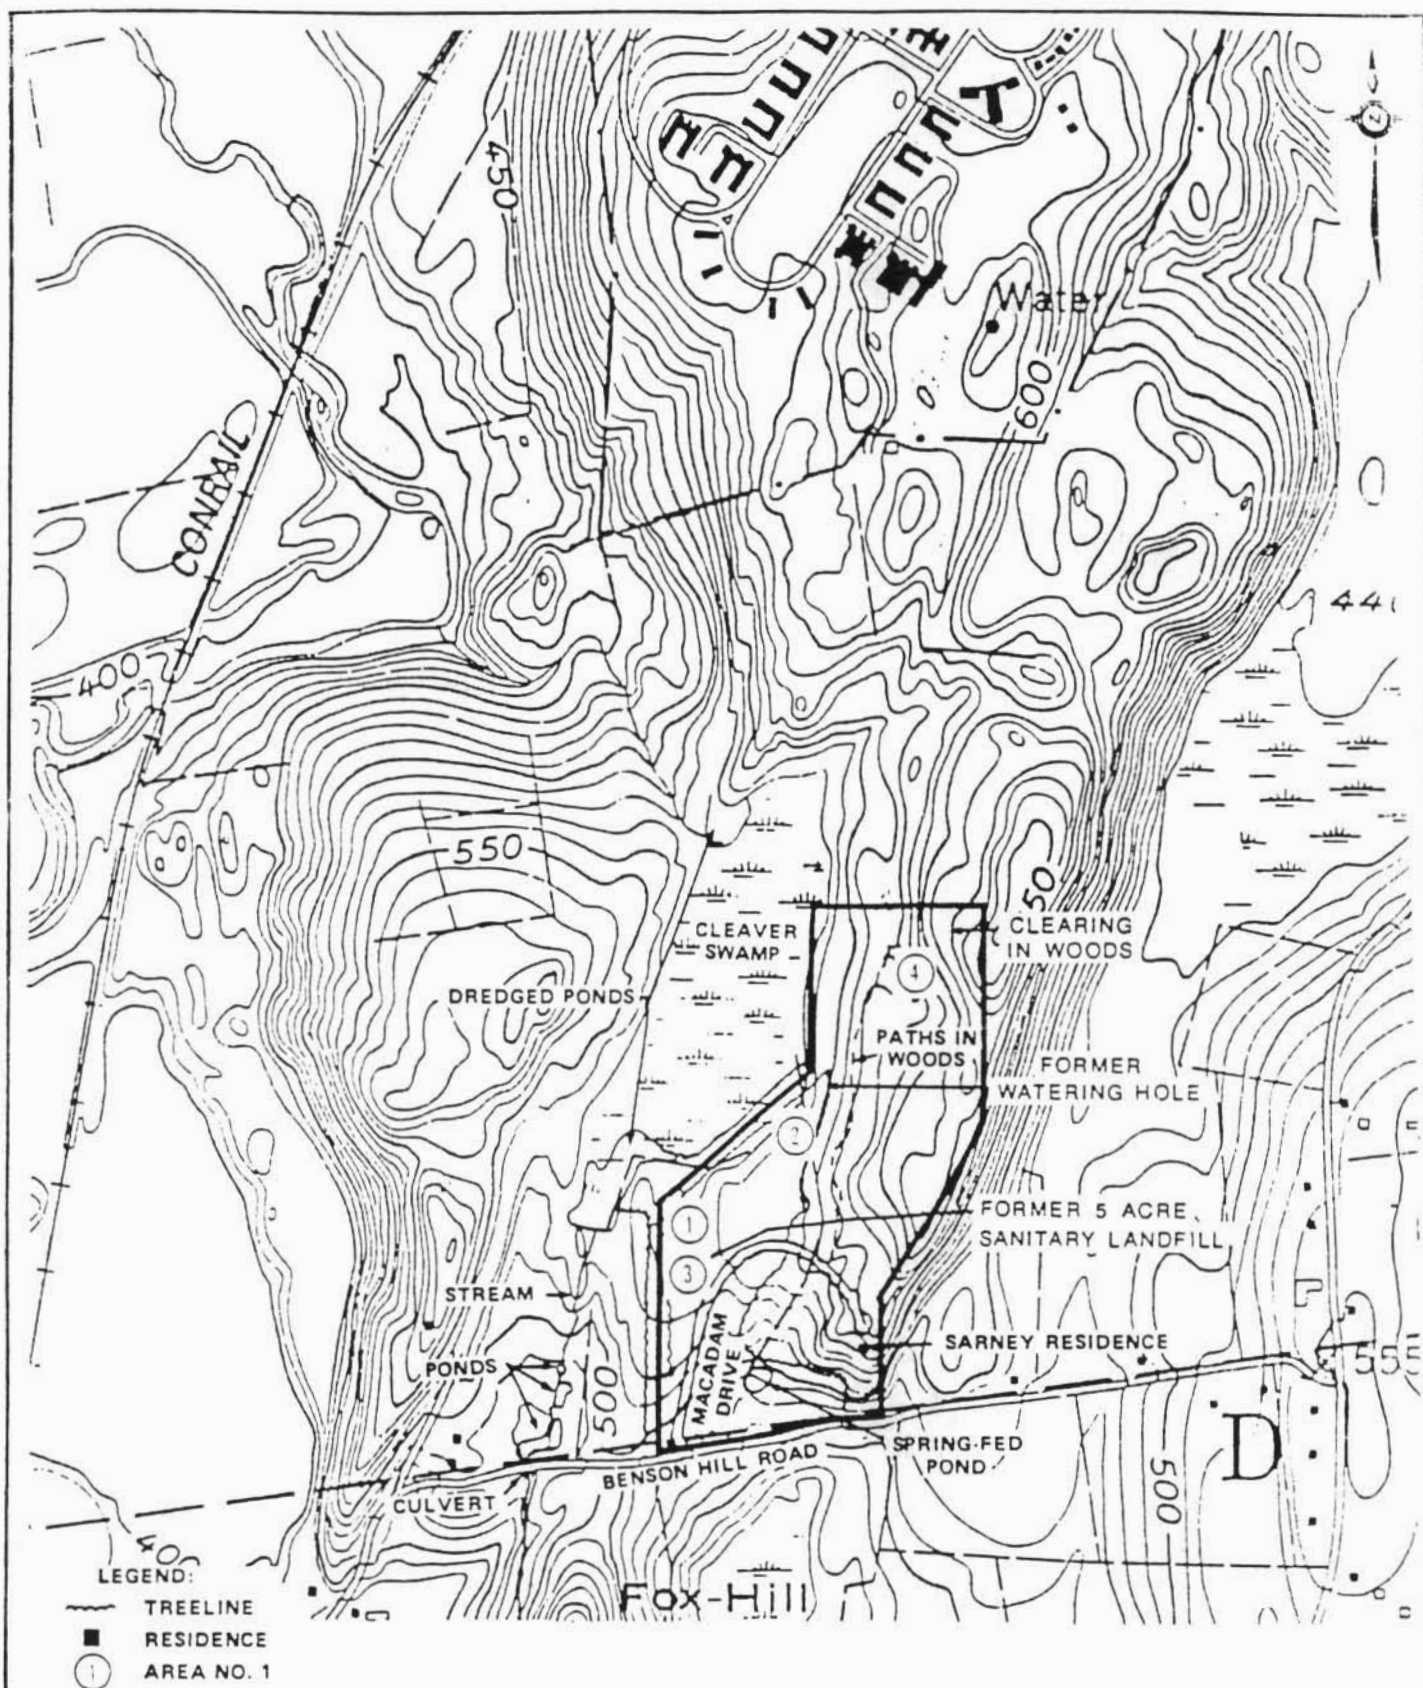 N
450
Water
600
CONRAIL
44
400
550
50
CLEAVER
SWAMP
CLEARING
IN WOODS
4
DREDGED PONDS
PATHS IN
WOODS
FORMER
WATERING HOLE
2
1
FORMER 5 ACRE
SANITARY LANDFILL
3
STREAM
SARNEY RESIDENCE
PONDS
MACADAM
DRIVE
500
555
D
SPRING-FED
POND
BENSON HILL ROAD
CULVERT
500
Fox-Hill
LEGEND:
TREELINE
RESIDENCE
1 AREA NO. 1